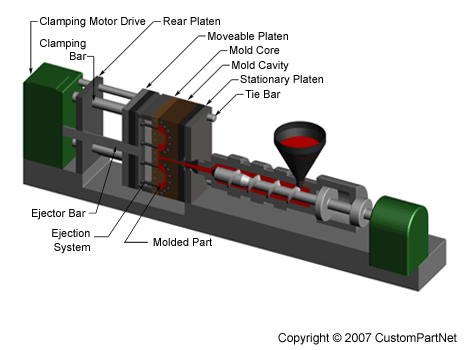 Clamping Motor Drive
Rear Platen
Clamping
Bar
Moveable Platen
Mold Core
Mold Cavity
Stationary Platen
Tie Bar
Ejector Bar
Ejection
System
Molded Part
Copyright © 2007 CustomPartNet